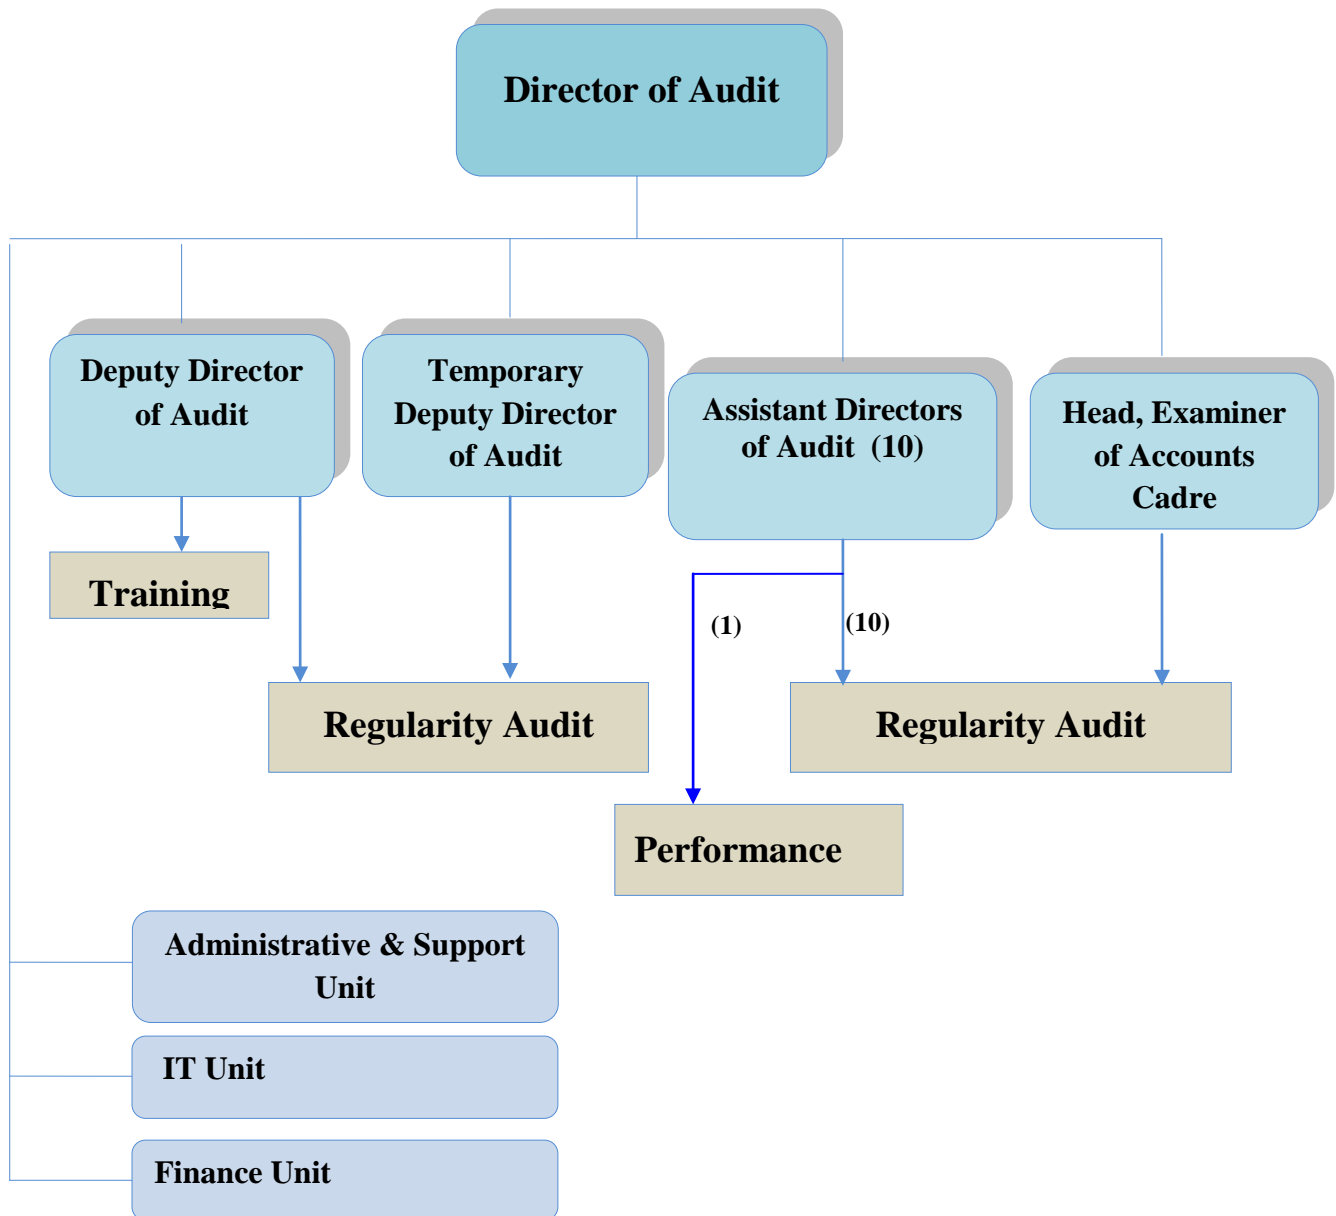 Director of Audit
Deputy Director
of Audit
Temporary
Deputy Director
of Audit
Assistant Directors
of Audit (10)
Head, Examiner
of Accounts
Cadre
Training
(1)
(10)
Regularity Audit
Regularity Audit
Performance
Administrative & Support
Unit
IT Unit
Finance Unit